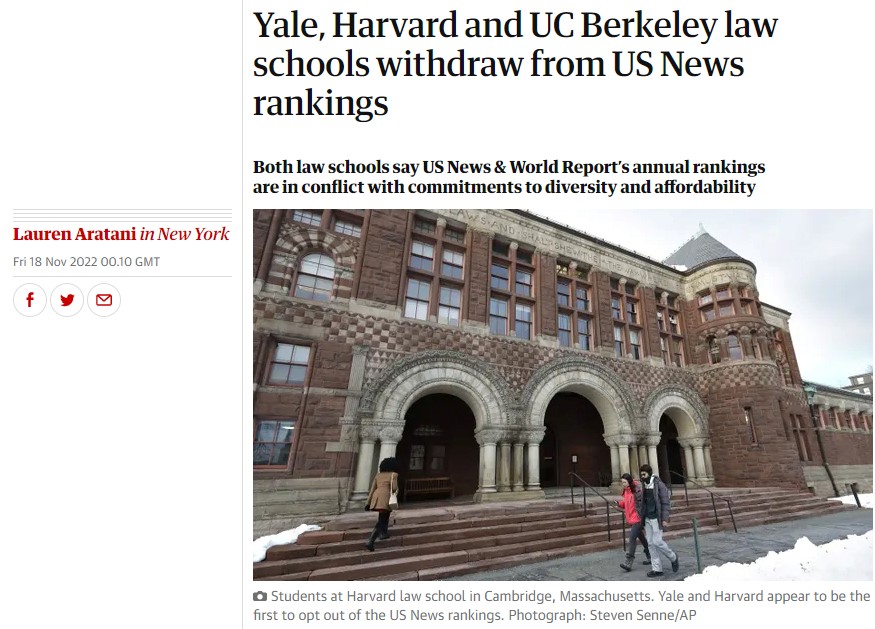 Yale, Harvard and UC Berkeley law
schools withdraw from US News
rankings
Both law schools say US News & World Report’s annual rankings
are in conflict with commitments to diversity and affordability
Lauren Aratani in New York
Fri 18 Nov 2022 00.10 GMT
Students at Harvard law school in Cambridge, Massachusetts. Yale and Harvard appear to be the
first to opt out of the US News rankings. Photograph: Steven Senne/AP